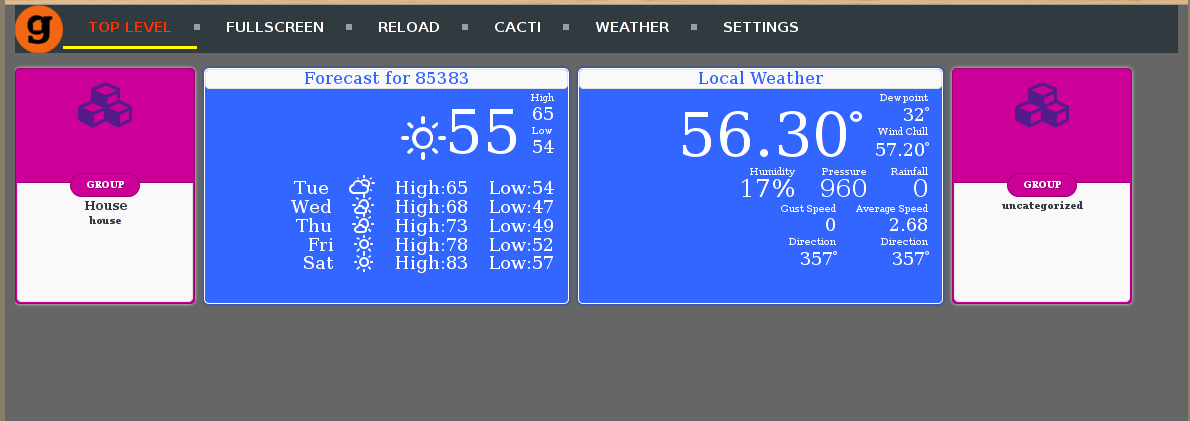 g TOP LEVEL FULLSCREEN RELOAD CACTI WEATHER SETTINGS
GROUP
House
house
Forecast for 85383
55
High
65
Low
54
Tue High:65 Low:54
Wed High:68 Low:47
Thu High:73 Low:49
Fri High:78 Low:52
Sat High:83 Low:57
Local Weather
56.30°
Dewpoint
32°
Wind Chill
57.20°
Humidity Pressure Rainfall
17% 960 0
Gust Speed Average Speed
0 2.68
Direction Direction
357° 357°
GROUP
uncategorized